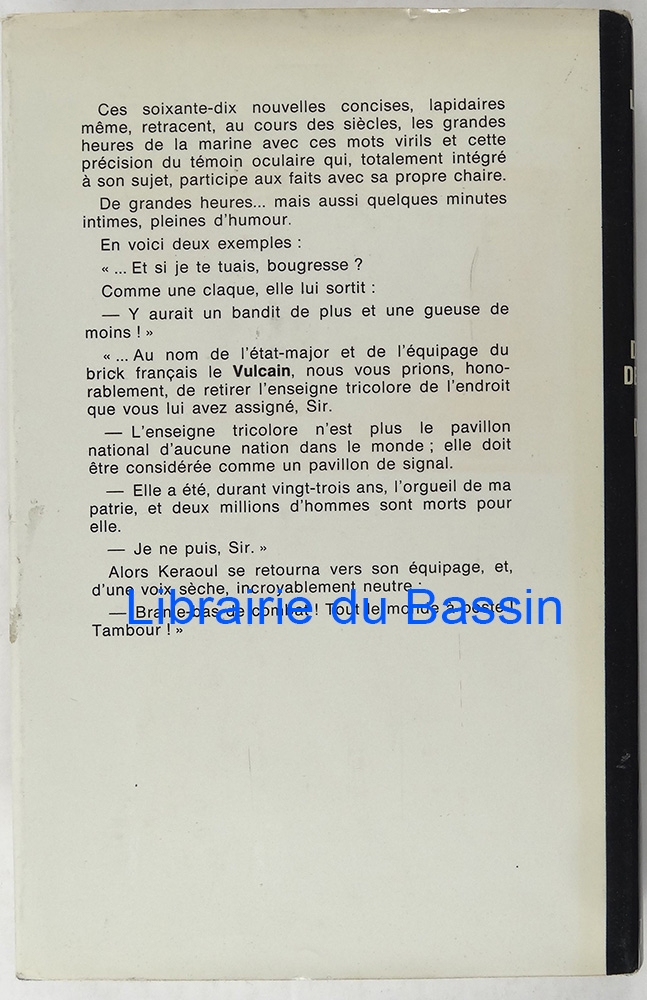 Ces soixante-dix nouvelles concises, lapidaires
même, retracent, au cours des siècles, les grandes
heures de la marine avec ces mots virils et cette
précision du témoin oculaire qui, totalement intégré
à son sujet, participe aux faits avec sa propre chaire.
De grandes heures... mais aussi quelques minutes
intimes, pleines d'humour.
En voici deux exemples :
« ... Et si je te tuais, bougresse ?
Comme une claque, elle lui sortit :
— Y aurait un bandit de plus et une gueuse de
moins ! »
« ... Au nom de l'état-major et de l'équipage du
brick français le Vulcain, nous vous prions, hono-
rablement, de retirer l'enseigne tricolore de l'endroit
que vous lui avez assigné, Sir.
— L'enseigne tricolore n'est plus le pavillon
national d'aucune nation dans le monde ; elle doit
être considérée comme un pavillon de signal.
— Elle a été, durant vingt-trois ans, l'orgueil de ma
patrie, et deux millions d'hommes sont morts pour
elle.
— Je ne puis, Sir. »
Alors Keraoul se retourna vers son équipage, et,
d'une voix sèche, incroyablement neutre :
— Branle-bas de combat ! Tout le monde à poste !
Tambour ! »
Librairie du Bassin